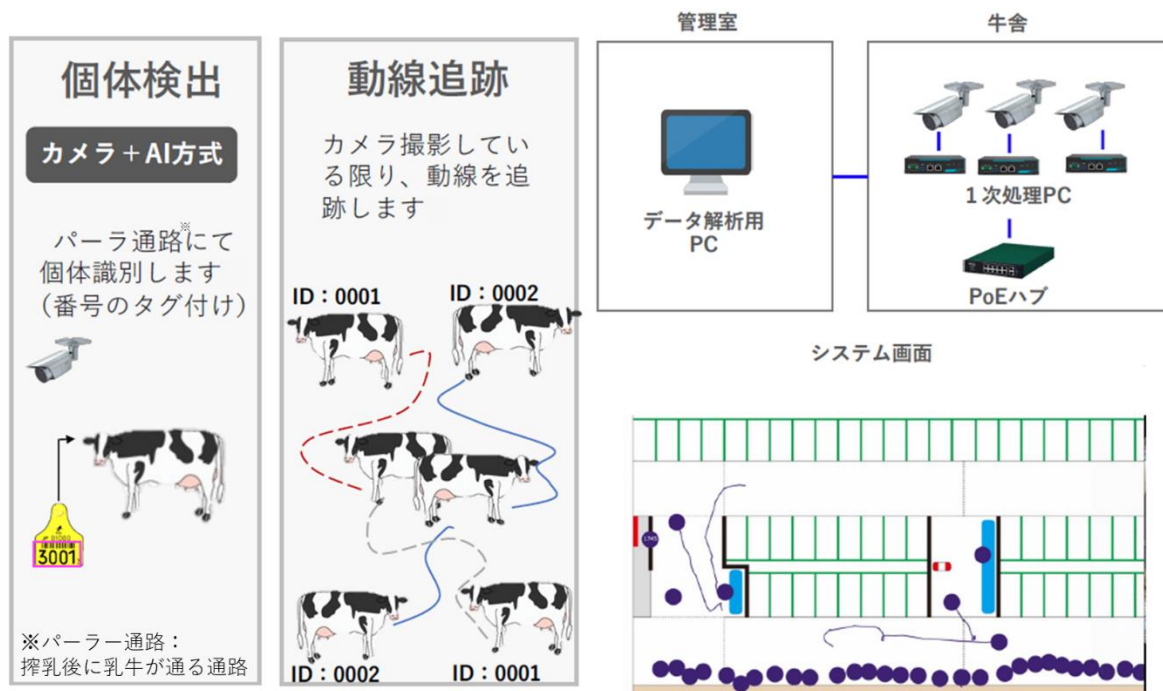 個体検出
カメラ+AI方式
パーラ通路※にて
個体識別します
(番号のタグ付け)
3001
※パーラー通路:
搾乳後に乳牛が通る通路
動線追跡
カメラ撮影してい
る限り、動線を追
跡します
ID:0001
ID:0002
ID:0002
ID:0001
管理室
データ解析用
PC
牛舎
1次処理PC
PoEハブ
システム画面